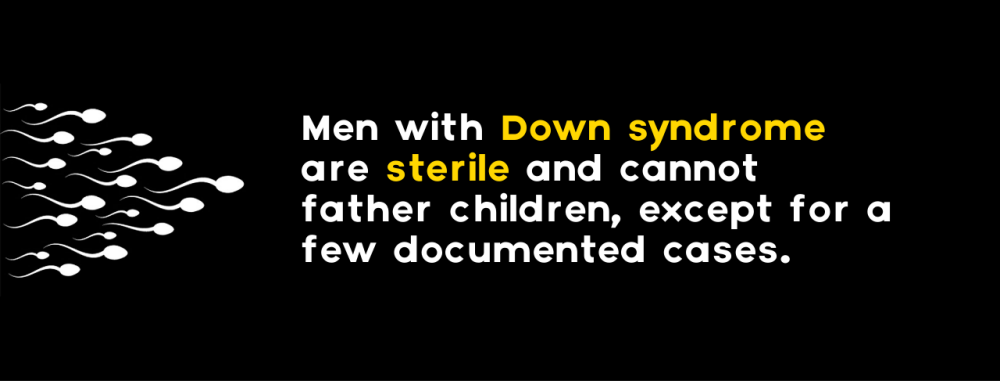 Men with Down syndrome
are sterile and cannot
father children, except for a
few documented cases.